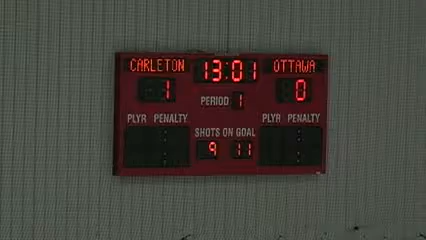 CARLETON 13:01 OTTAWA
1 0
PERIOD 1
PLYR PENALTY PLYR PENALTY
SHOTS ON GOAL
9 11